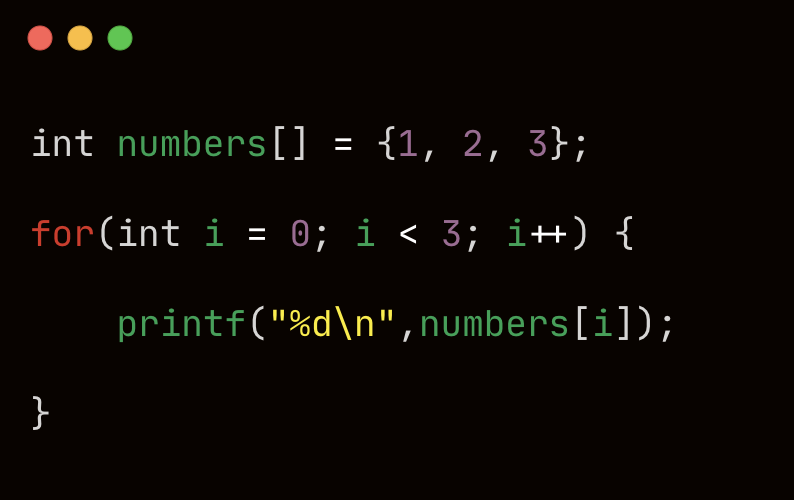 int numbers[] = {1, 2, 3};
for(int i = 0; i < 3; i++) {
    printf("%d\n",numbers[i]);
}